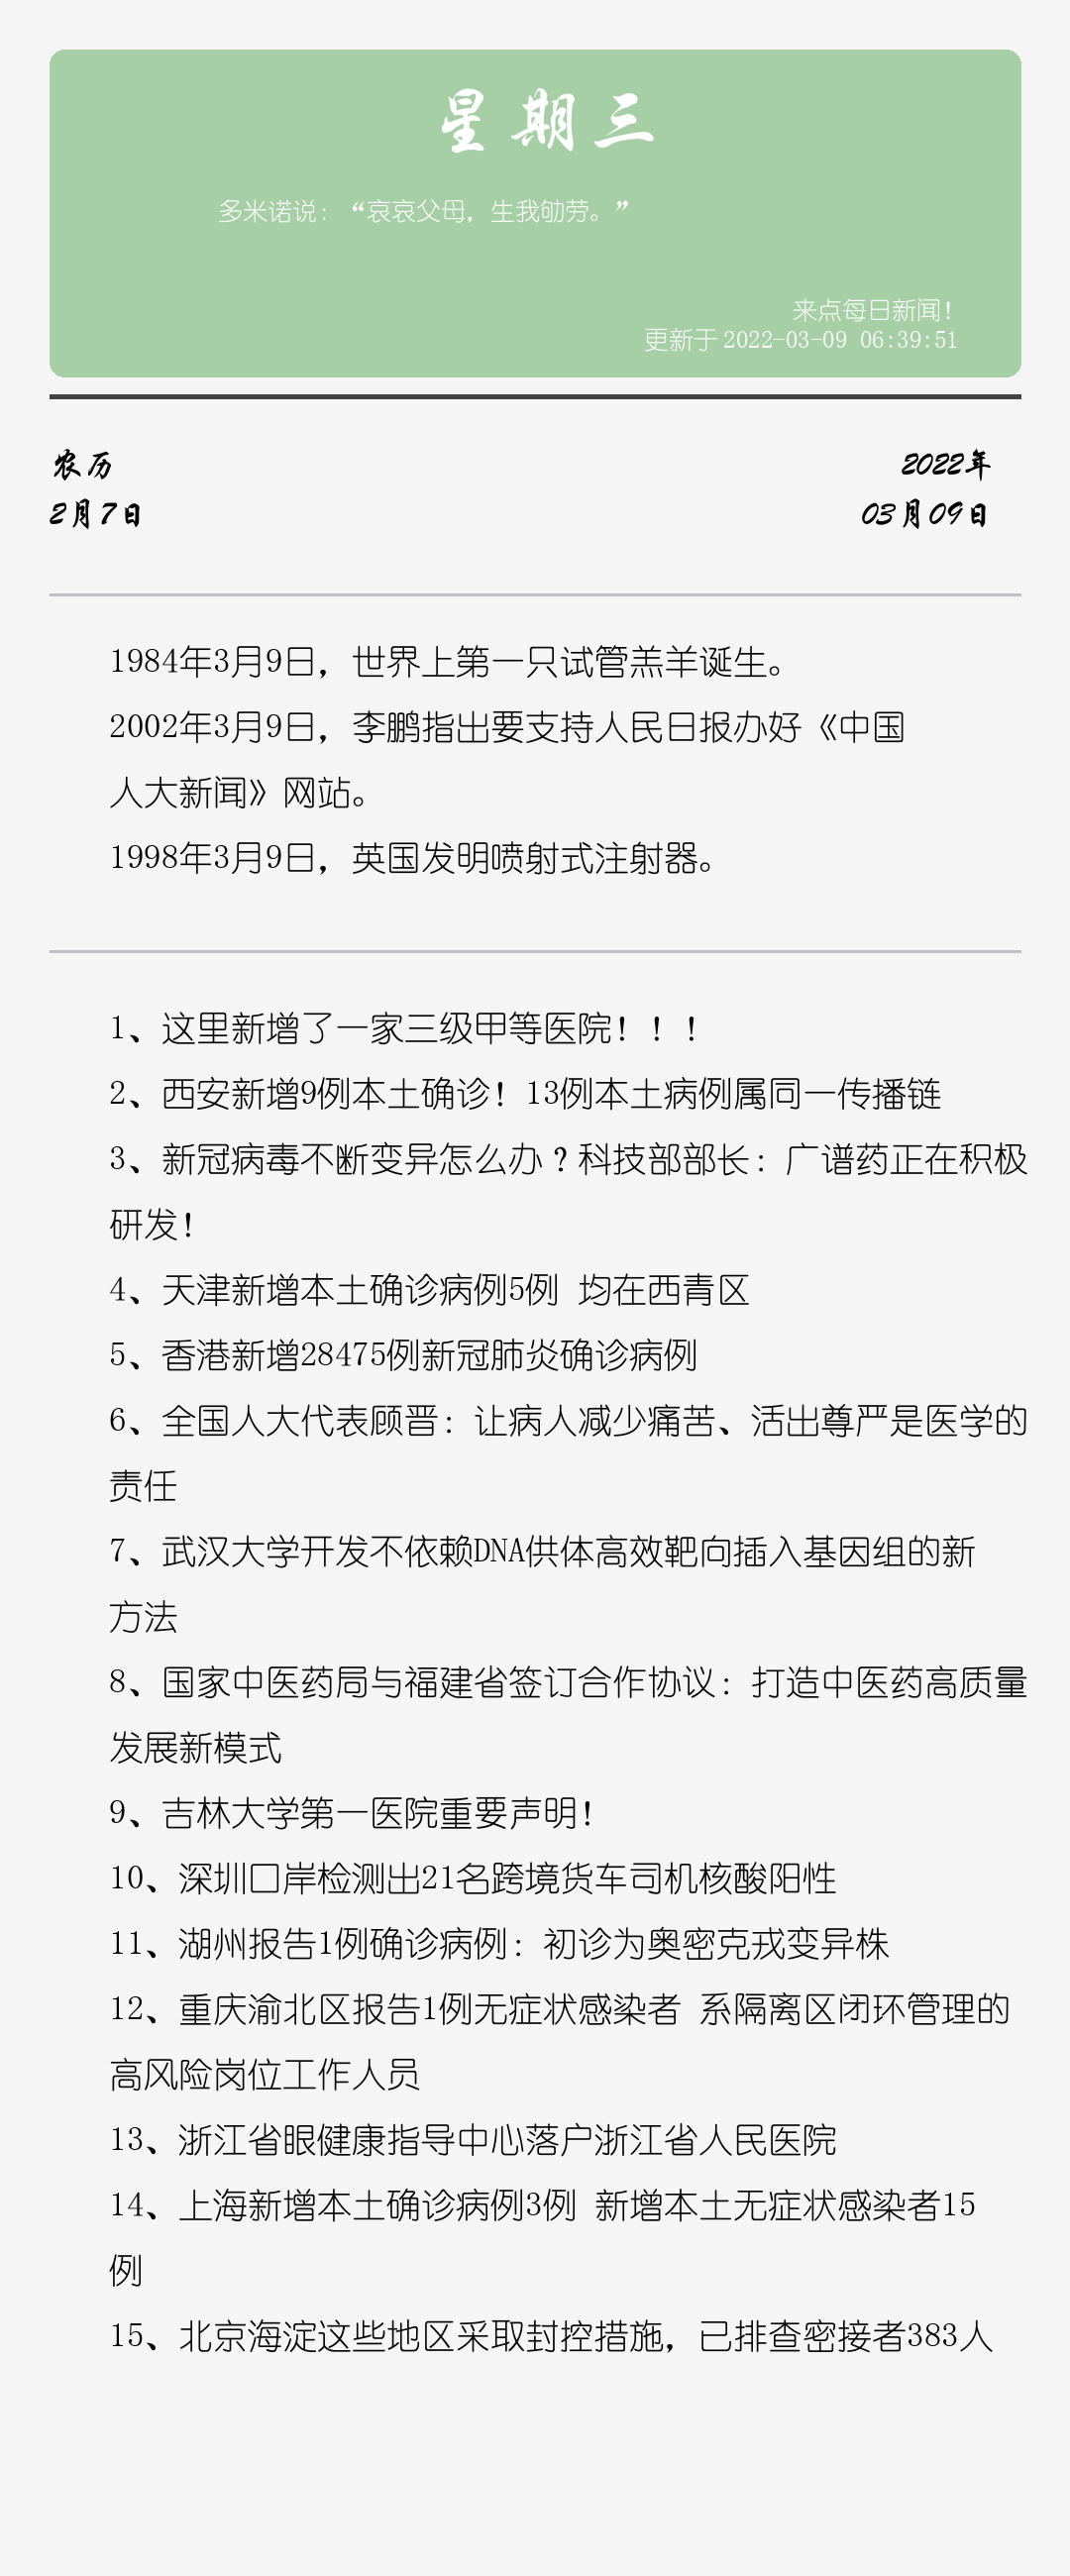 星期三
多米诺说：“哀哀父母，生我劬劳。”
来点每日新闻！
更新于 2022-03-09 06:39:51
农历
2022年
2月7日
03月09日
1984年3月9日，世界上第一只试管羔羊诞生。
2002年3月9日，李鹏指出要支持人民日报办好《中国
人大新闻》网站。
1998年3月9日，英国发明喷射式注射器。
1、这里新增了一家三级甲等医院！！！
2、西安新增9例本土确诊！13例本土病例属同一传播链
3、新冠病毒不断变异怎么办？科技部部长：广谱药正在积极
研发！
4、天津新增本土确诊病例5例 均在西青区
5、香港新增28475例新冠肺炎确诊病例
6、全国人大代表顾晋：让病人减少痛苦、活出尊严是医学的
责任
7、武汉大学开发不依赖DNA供体高效靶向插入基因组的新
方法
8、国家中医药局与福建省签订合作协议：打造中医药高质量
发展新模式
9、吉林大学第一医院重要声明！
10、深圳口岸检测出21名跨境货车司机核酸阳性
11、湖州报告1例确诊病例：初诊为奥密克戎变异株
12、重庆渝北区报告1例无症状感染者 系隔离区闭环管理的
高风险岗位工作人员
13、浙江省眼健康指导中心落户浙江省人民医院
14、上海新增本土确诊病例3例 新增本土无症状感染者15
例
15、北京海淀这些地区采取封控措施，已排查密接者383人